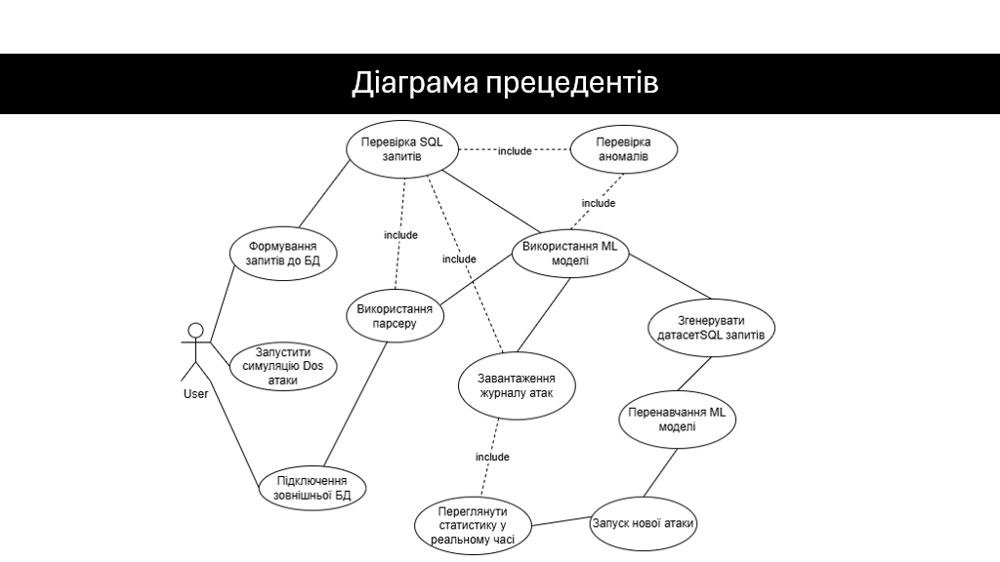 Діаграма прецедентів
Перевірка SQL
запитів
include
Перевірка
аномалів
include
include
include
Формування
запитів до БД
Використання ML
моделі
Використання
парсеру
Згенерувати
датасетSQL запитів
Запустити
симуляцію Dos
атаки
User
Завантаження
журналу атак
Перенавчання ML
моделі
include
Підключення
зовнішньої БД
Переглянути
статистику у
реальному часі
Запуск нової атаки